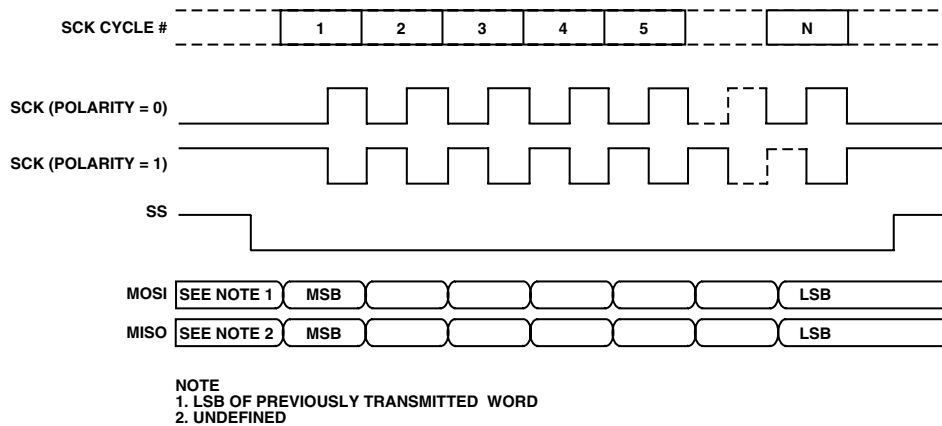 SCK CYCLE # 1 2 3 4 5 N
SCK (POLARITY = 0)
SCK (POLARITY = 1)
SS
MOSI SEE NOTE 1 MSB LSB
MISO SEE NOTE 2 MSB LSB
NOTE
1. LSB OF PREVIOUSLY TRANSMITTED WORD
2. UNDEFINED